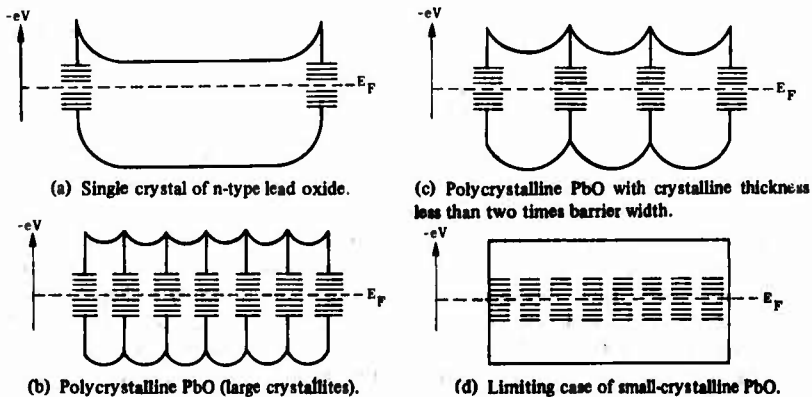 -eV
E_F
(a) Single crystal of n-type lead oxide.
-eV
E_F
(b) Polycrystalline PbO (large crystallites).
-eV
E_F
(c) Polycrystalline PbO with crystalline thickness
less than two times barrier width.
-eV
E_F
(d) Limiting case of small-crystalline PbO.